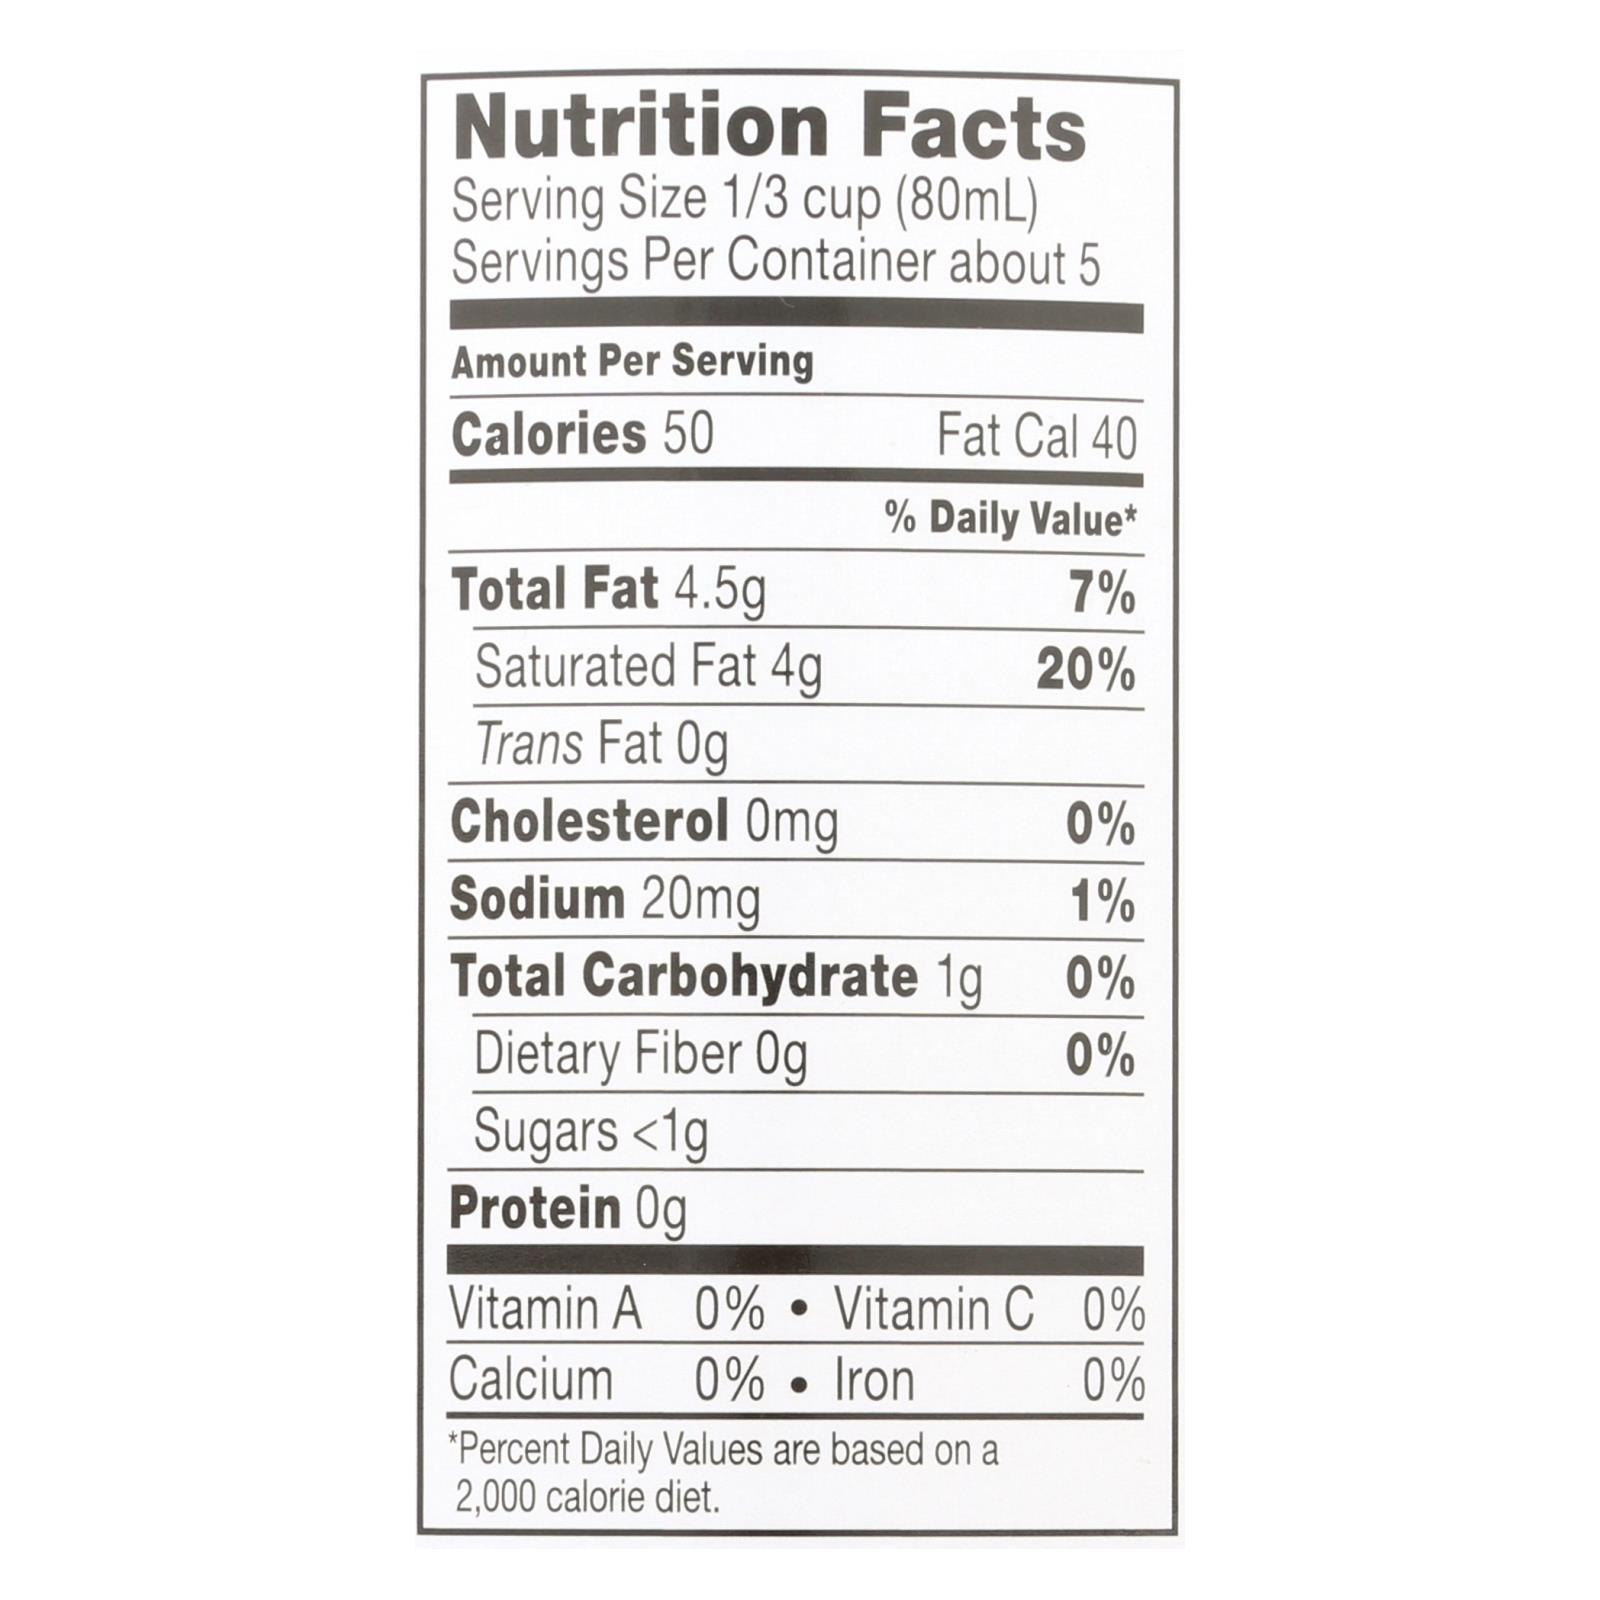 Nutrition Facts
Serving Size 1/3 cup (80mL)
Servings Per Container about 5
Amount Per Serving
Calories 50 Fat Cal 40
% Daily Value*
Total Fat 4.5g 7%
Saturated Fat 4g 20%
Trans Fat 0g
Cholesterol 0mg 0%
Sodium 20mg 1%
Total Carbohydrate 1g 0%
Dietary Fiber 0g 0%
Sugars <1g
Protein 0g
Vitamin A 0% • Vitamin C 0%
Calcium 0% • Iron 0%
*Percent Daily Values are based on a
2,000 calorie diet.